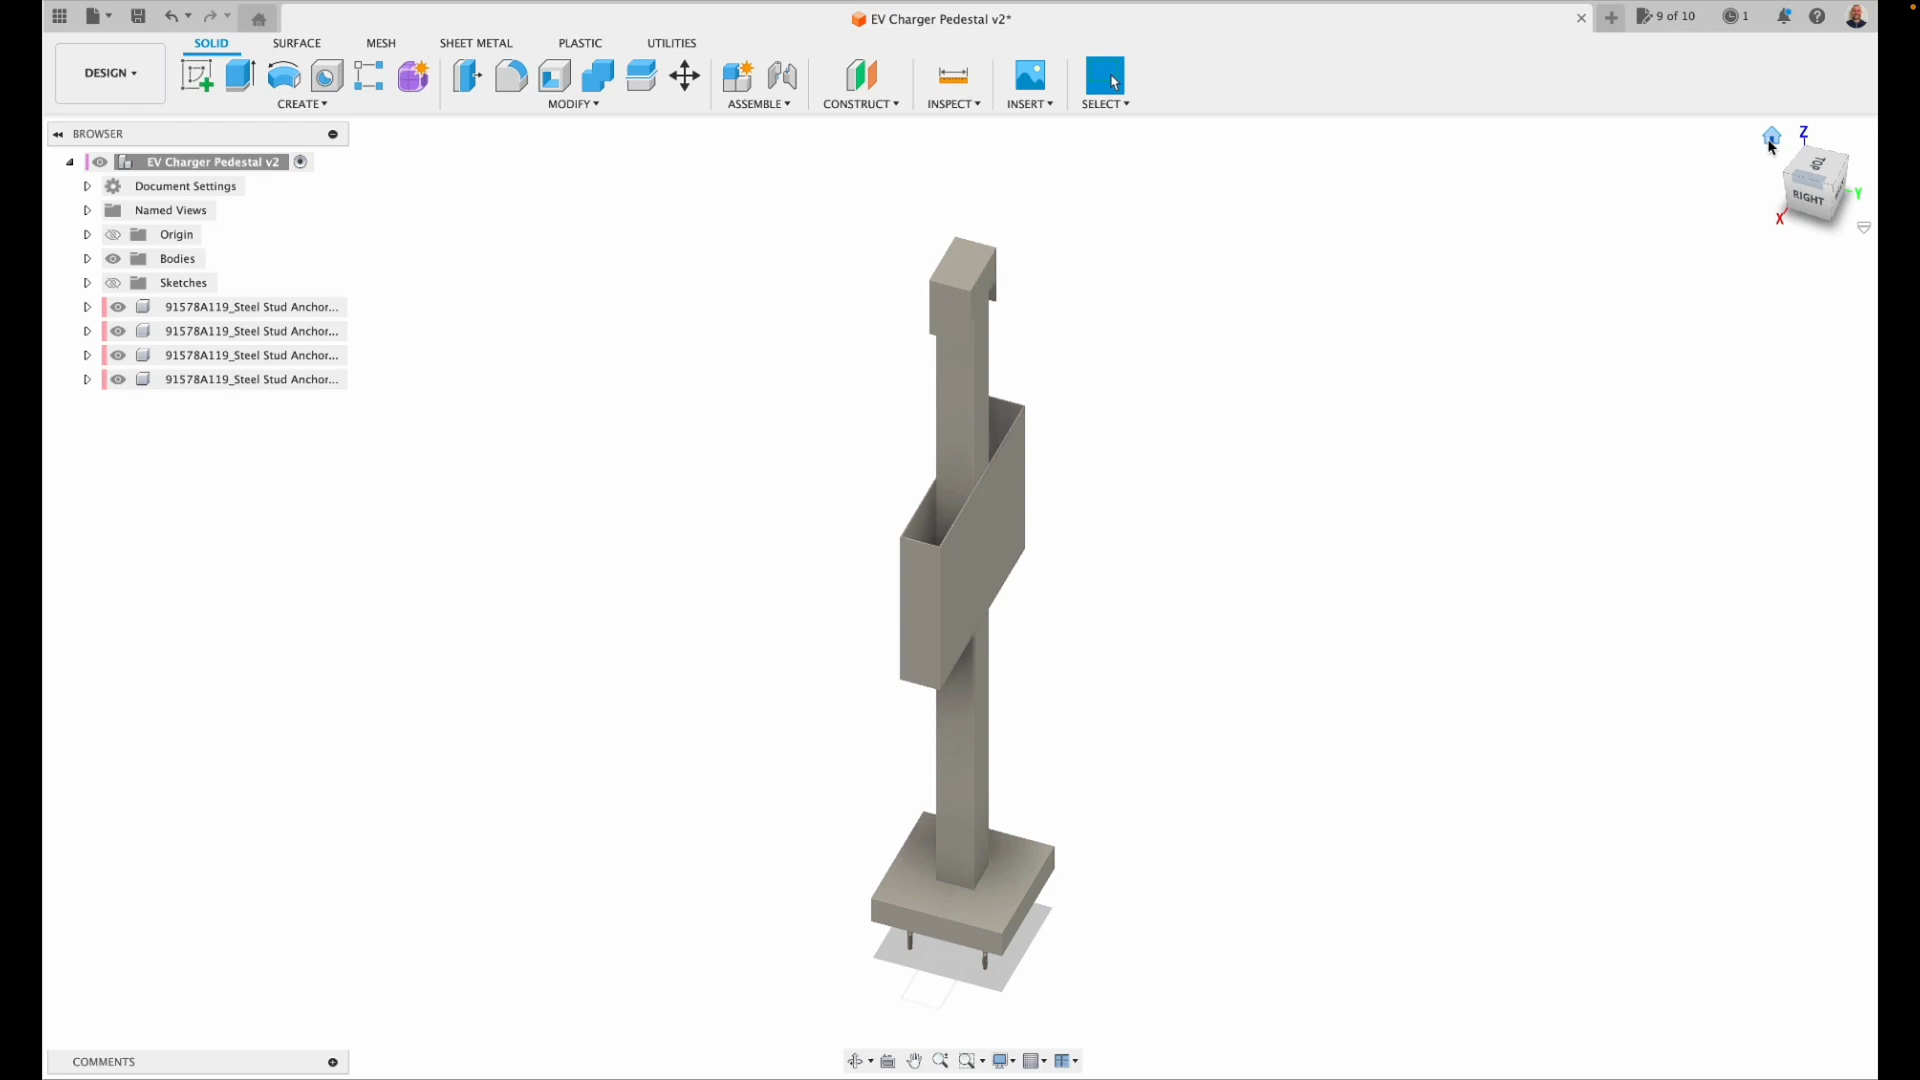 EV Charger Pedestal v2*
9 of 10
1
DESIGN
SOLID
SURFACE
MESH
SHEET METAL
PLASTIC
UTILITIES
CREATE
MODIFY
ASSEMBLE
CONSTRUCT
INSPECT
INSERT
SELECT
BROWSER
EV Charger Pedestal v2
Document Settings
Named Views
Origin
Bodies
Sketches
91578A119_Steel Stud Anchor...
91578A119_Steel Stud Anchor...
91578A119_Steel Stud Anchor...
91578A119_Steel Stud Anchor...
Z
TOP
RIGHT
Y
X
COMMENTS